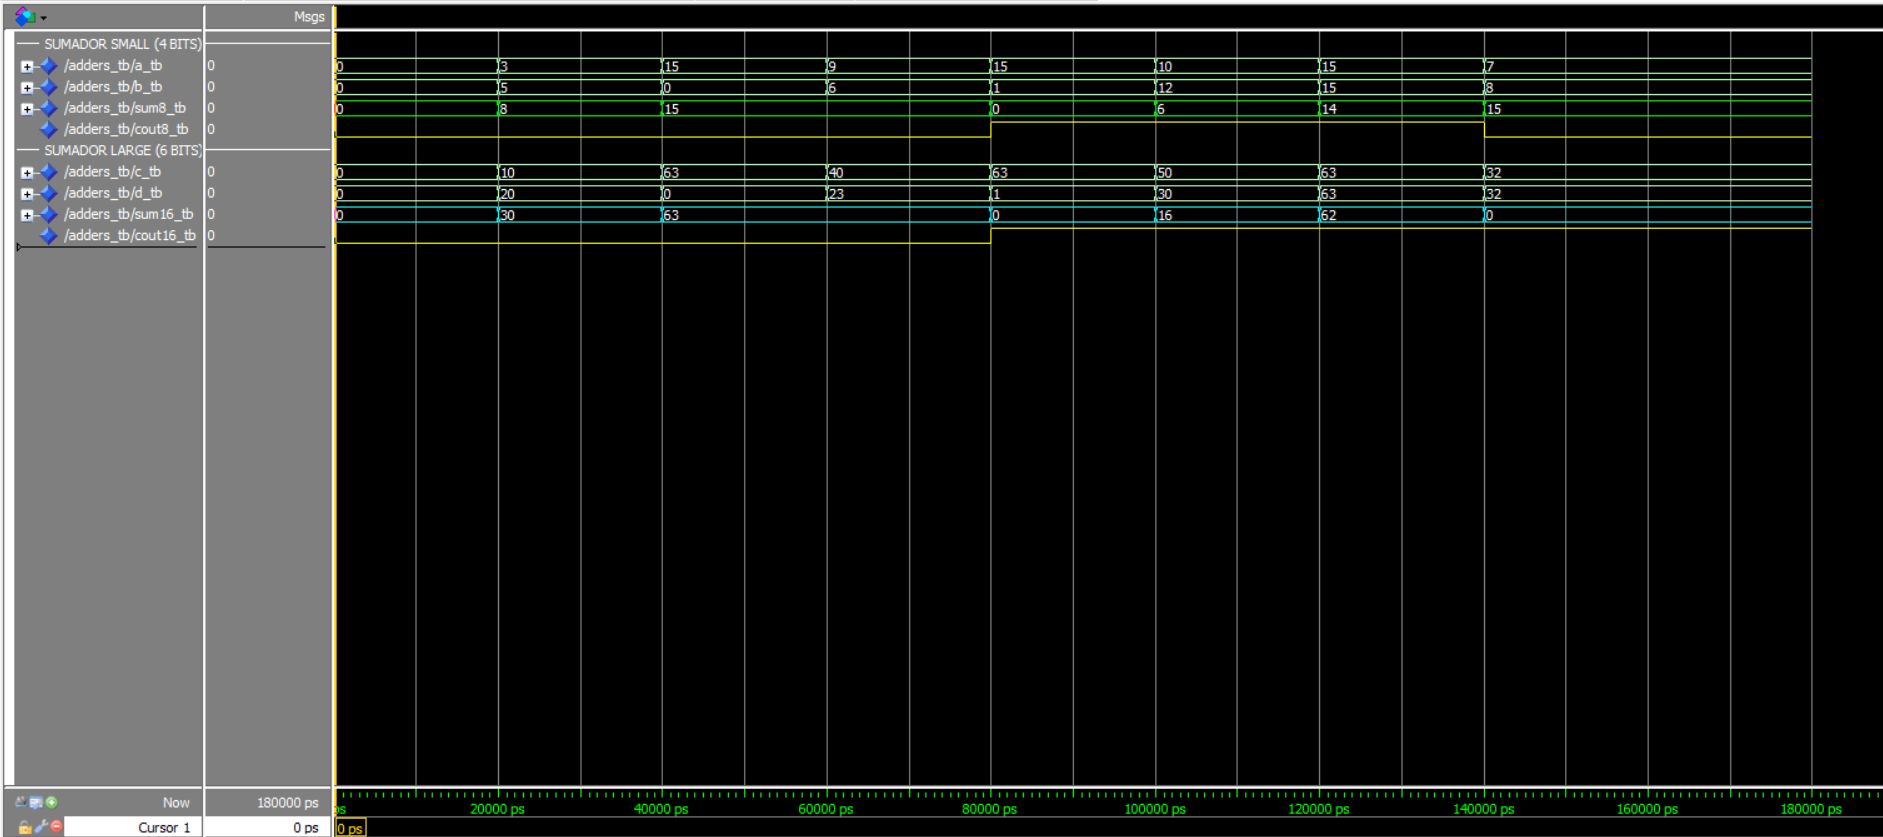 Msgs
SUMADOR SMALL (4 BITS)
/adders_tb/a_tb 0 0 3 15 9 15 10 15 7
/adders_tb/b_tb 0 0 5 0 6 1 12 15 8
/adders_tb/sum8_tb 0 0 8 15 0 6 14 15
/adders_tb/cout8_tb 0
SUMADOR LARGE (6 BITS)
/adders_tb/c_tb 0 0 10 63 40 63 50 63 32
/adders_tb/d_tb 0 0 20 0 23 1 30 63 32
/adders_tb/sum16_tb 0 0 30 63 0 16 62 0
/adders_tb/cout16_tb 0
Now 180000 ps ps 20000 ps 40000 ps 60000 ps 80000 ps 100000 ps 120000 ps 140000 ps 160000 ps 180000 ps
Cursor 1 0 ps 0 ps